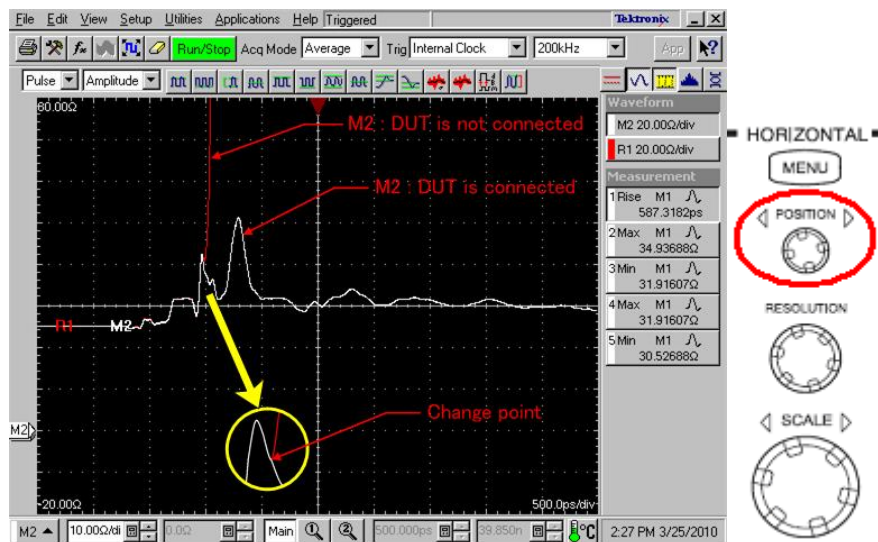 File Edit View Setup Utilities Applications Help Triggered Tektronix
Run/Stop Acq Mode Average Trig Internal Clock 200kHz App
Pulse Amplitude
60.00Ω
M2 : DUT is not connected
M2 : DUT is connected
R1 M2
Change point
M2
-20.00Ω 500.0ps/div
Waveform
M2 20.00Ω/div
R1 20.00Ω/div
Measurement
1 Rise M1
587.3182ps
2 Max M1
34.93688Ω
3 Min M1
31.91607Ω
4 Max M1
31.91607Ω
5 Min M1
30.52688Ω
M2 10.00Ω/di 0.0Ω Main 500.000ps 39.850n °C 2:27 PM 3/25/2010
HORIZONTAL
MENU
POSITION
RESOLUTION
SCALE